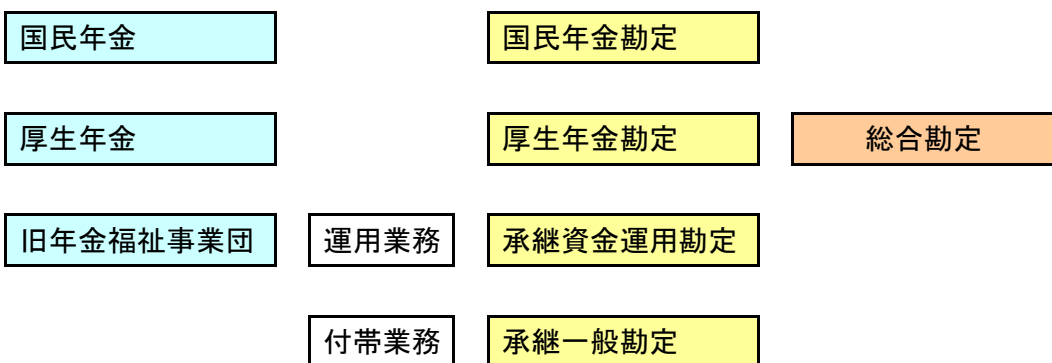 国民年金
国民年金勘定
厚生年金
厚生年金勘定
総合勘定
旧年金福祉事業団
運用業務
承継資金運用勘定
付帯業務
承継一般勘定